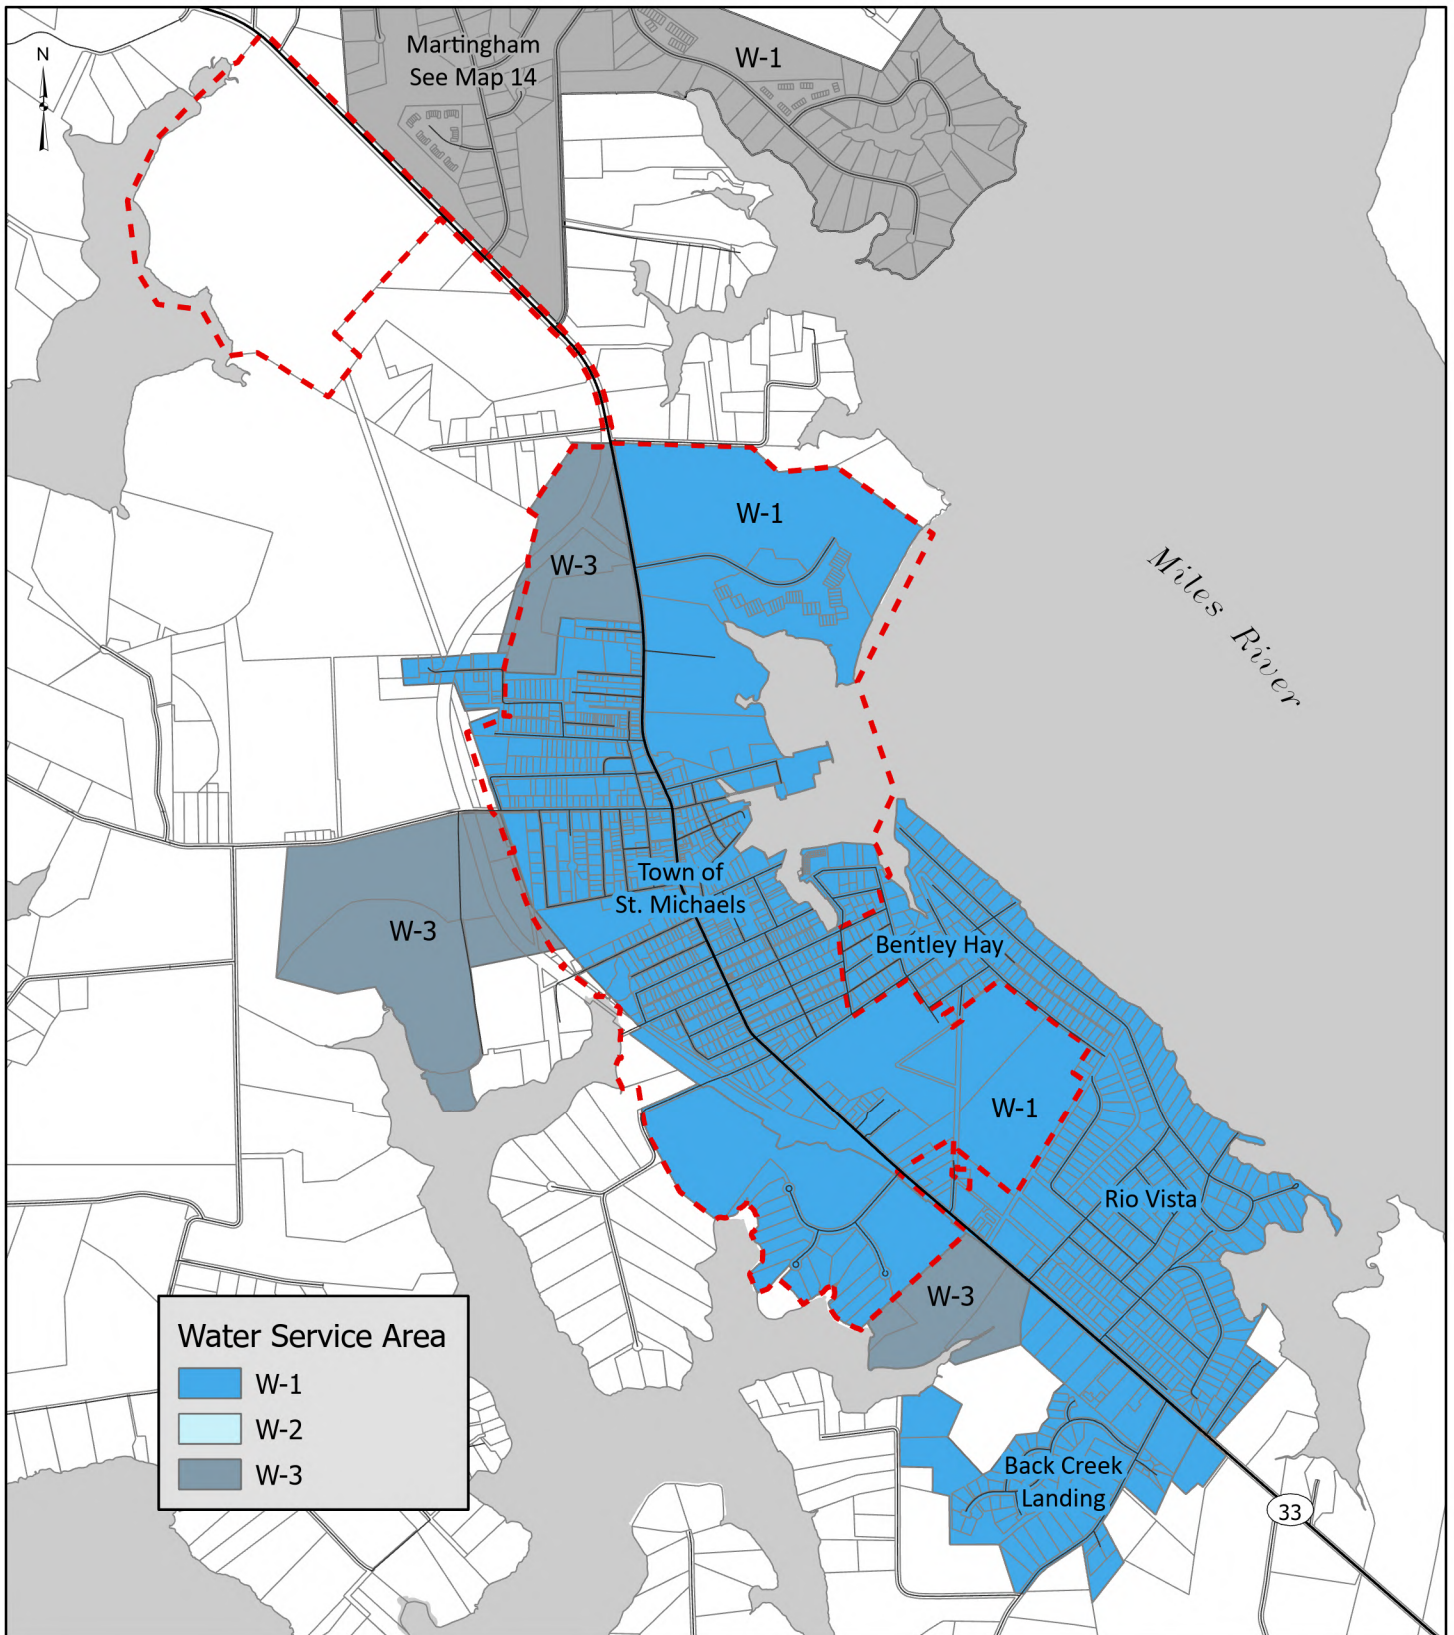 N
Martingham
See Map 14
W-1
W-1
W-3
Miles River
Town of
St. Michaels
W-3
Bentley Hay
W-1
Rio Vista
W-3
Back Creek
Landing
33
Water Service Area
W-1
W-2
W-3